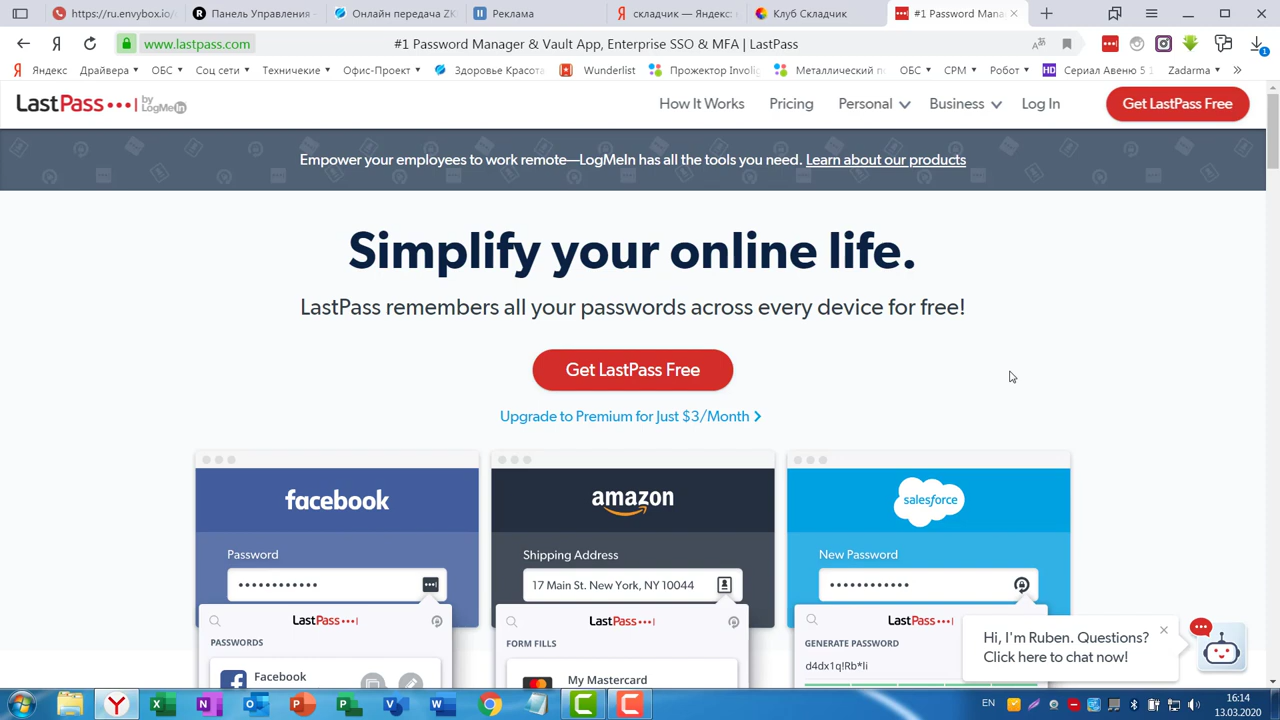 https://ru.envybox.io/
Панель Управления
Онлайн передача ZK
Реклама
складчик — Яндекс:
Клуб Складчик
#1 Password Mana
www.lastpass.com
#1 Password Manager & Vault App, Enterprise SSO & MFA | LastPass
1
Яндекс
Драйвера
ОБС
Соц сети
Технические
Офис-Проект
Здоровье Красота
Wunderlist
Прожектор Involig
Металлический п
ОБС
CPM
Робот
HD
Сериал Авеню 5 1
Zadarma
LastPass
by LogMeIn
How It Works
Pricing
Personal
Business
Log In
Get LastPass Free
Empower your employees to work remote—LogMeIn has all the tools you need. Learn about our products
Simplify your online life.
LastPass remembers all your passwords across every device for free!
Get LastPass Free
Upgrade to Premium for Just $3/Month
facebook
Password
LastPass
PASSWORDS
Facebook
amazon
Shipping Address
17 Main St. New York, NY 10044
LastPass
FORM FILLS
My Mastercard
salesforce
New Password
LastPass
GENERATE PASSWORD
d4dx1q!Rb*li
Hi, I'm Ruben. Questions?
Click here to chat now!
EN
16:14
13.03.2020